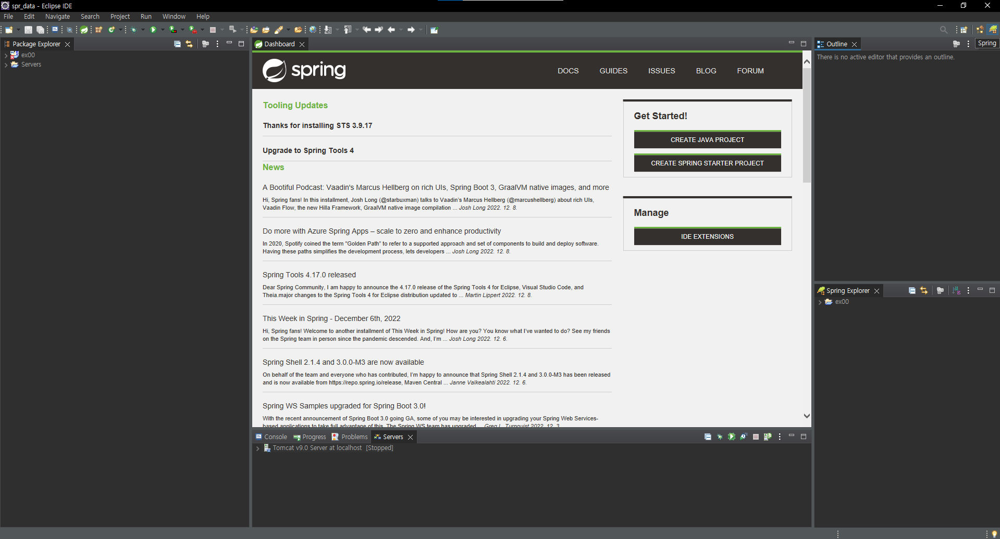 spr_data - Eclipse IDE
File Edit Navigate Search Project Run Window Help
Package Explorer
ex00
Servers
Dashboard
spring
DOCS GUIDES ISSUES BLOG FORUM
Tooling Updates
Thanks for installing STS 3.9.17
Upgrade to Spring Tools 4
News
A Bootiful Podcast: Vaadin's Marcus Hellberg on rich UIs, Spring Boot 3, GraalVM native images, and more
Hi, Spring fans! In this installment, Josh Long (@starbuxman) talks to Vaadin's Marcus Hellberg (@marcushellberg) about rich UIs,
Vaadin Flow, the new Hilla Framework, GraalVM native image compilation ... Josh Long 2022. 12. 8.
Do more with Azure Spring Apps – scale to zero and enhance productivity
In 2020, Spotify coined the term "Golden Path" to refer to a supported approach and set of components to build and deploy software.
Having these paths simplifies the development process, lets developers ... Josh Long 2022. 12. 8.
Spring Tools 4.17.0 released
Dear Spring Community, I am happy to announce the 4.17.0 release of the Spring Tools 4 for Eclipse, Visual Studio Code, and
Theia.major changes to the Spring Tools 4 for Eclipse distribution updated to ... Martin Lippert 2022. 12. 8.
This Week in Spring - December 6th, 2022
Hi, Spring fans! Welcome to another installment of This Week in Spring! How are you? You know what I've wanted to do? See my friends
on the Spring team in person since the pandemic descended. And, I'm ... Josh Long 2022. 12. 6.
Spring Shell 2.1.4 and 3.0.0-M3 are now available
On behalf of the team and everyone who has contributed, I'm happy to announce that Spring Shell 2.1.4 and 3.0.0-M3 has been released
and is now available from https://repo.spring.io/release, Maven Central ... Janne Valkealahti 2022. 12. 6.
Spring WS Samples upgraded for Spring Boot 3.0!
With the recent announcement of Spring Boot 3.0 going GA, some of you may be interested in upgrading your Spring Web Services-
based applications to take full advantage of this. The Spring WS team has upgraded ... Greg L. Turnquist 2022. 12. 3.
Get Started!
CREATE JAVA PROJECT
CREATE SPRING STARTER PROJECT
Manage
IDE EXTENSIONS
Console Progress Problems Servers
Tomcat v9.0 Server at localhost [Stopped]
Outline
Spring
There is no active editor that provides an outline.
Spring Explorer
ex00